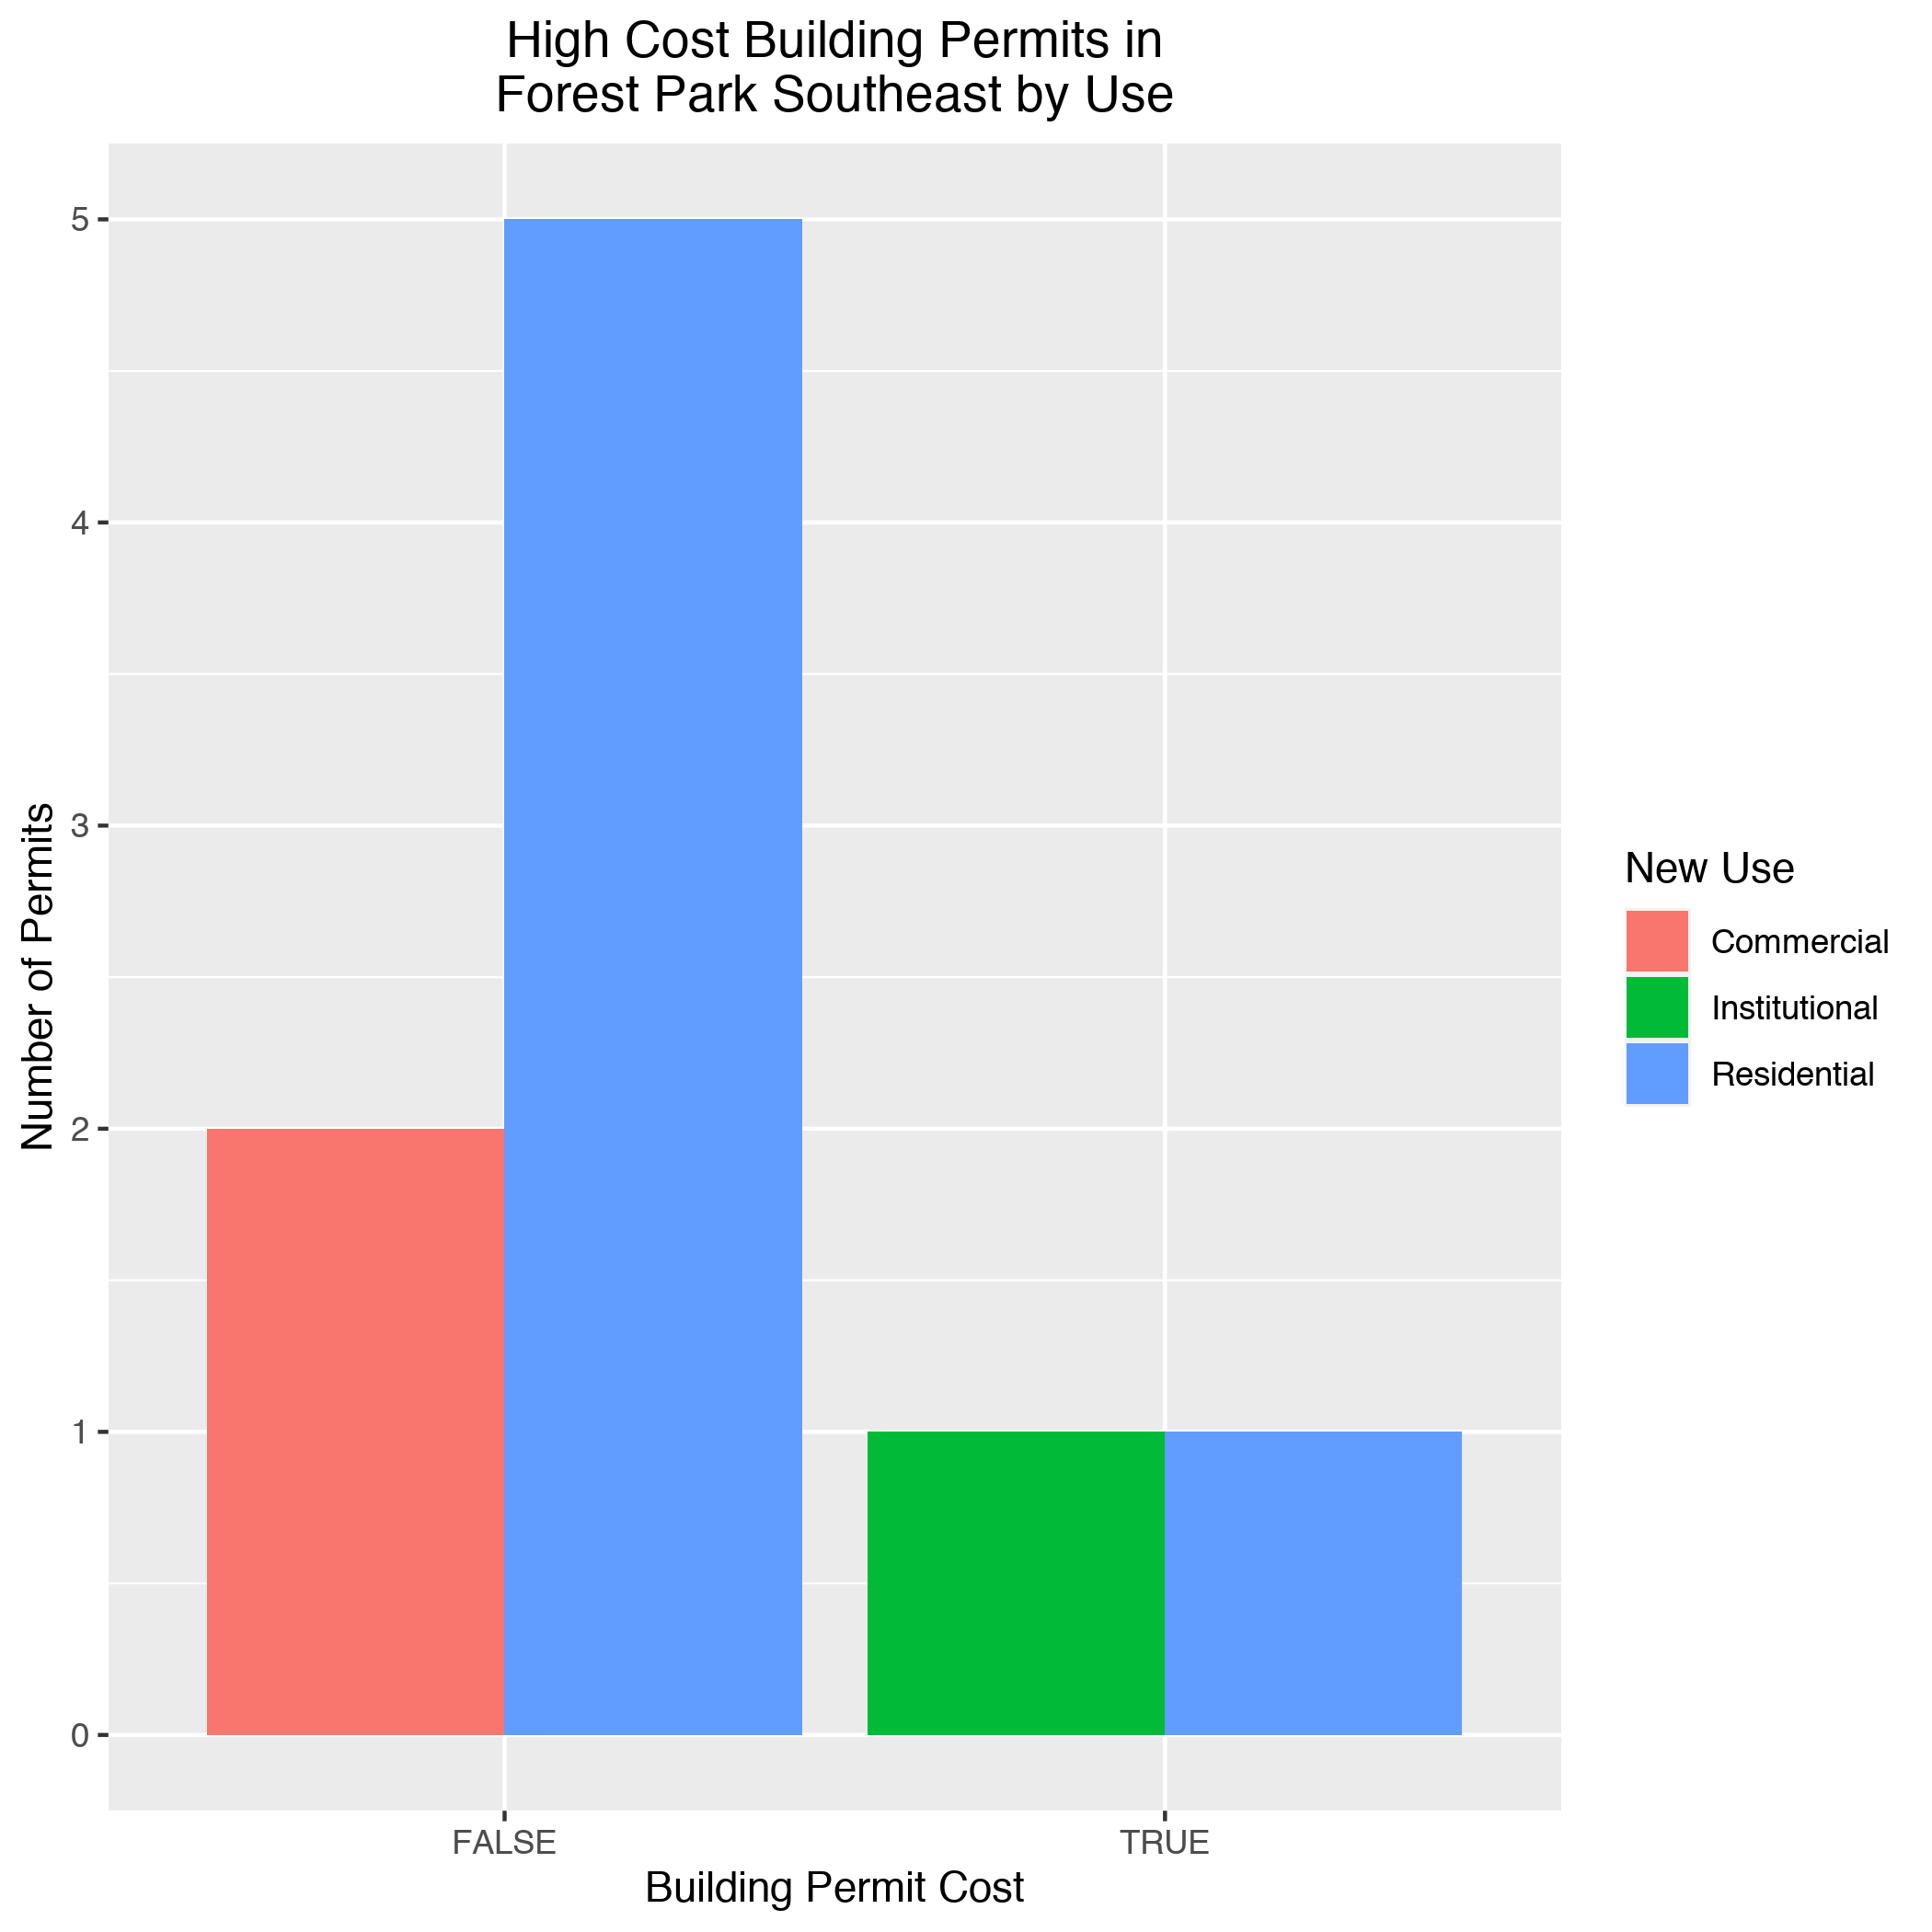 High Cost Building Permits in
Forest Park Southeast by Use
Number of Permits
5
4
3
2
1
0
FALSE
TRUE
Building Permit Cost
New Use
Commercial
Institutional
Residential